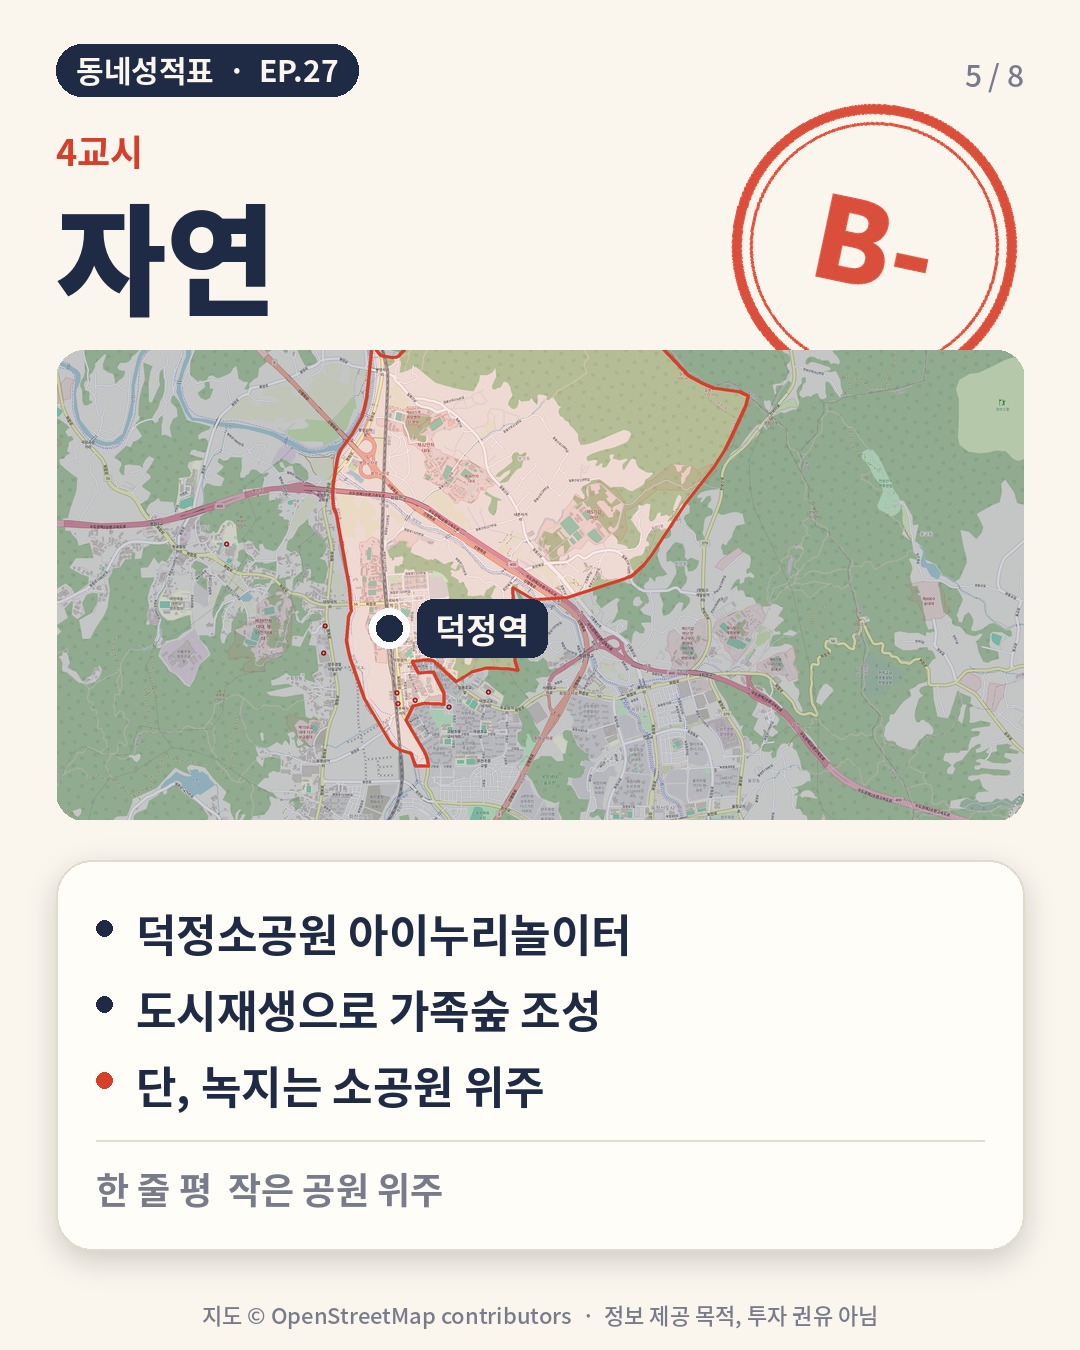 동네성적표 · EP.27
5 / 8
4교시
자연
B-
덕정역
덕정소공원 아이누리놀이터
도시재생으로 가족숲 조성
단, 녹지는 소공원 위주
한 줄 평 작은 공원 위주
지도 © OpenStreetMap contributors · 정보 제공 목적, 투자 권유 아님